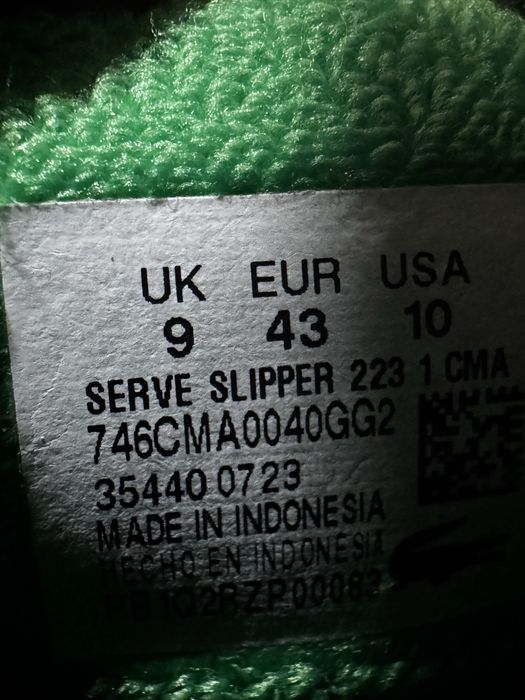 UK EUR USA
9 43 10
SERVE SLIPPER 223 1 CMA
746CMA0040GG2
35440 0723
MADE IN INDONESIA
HECHO EN INDONESIA